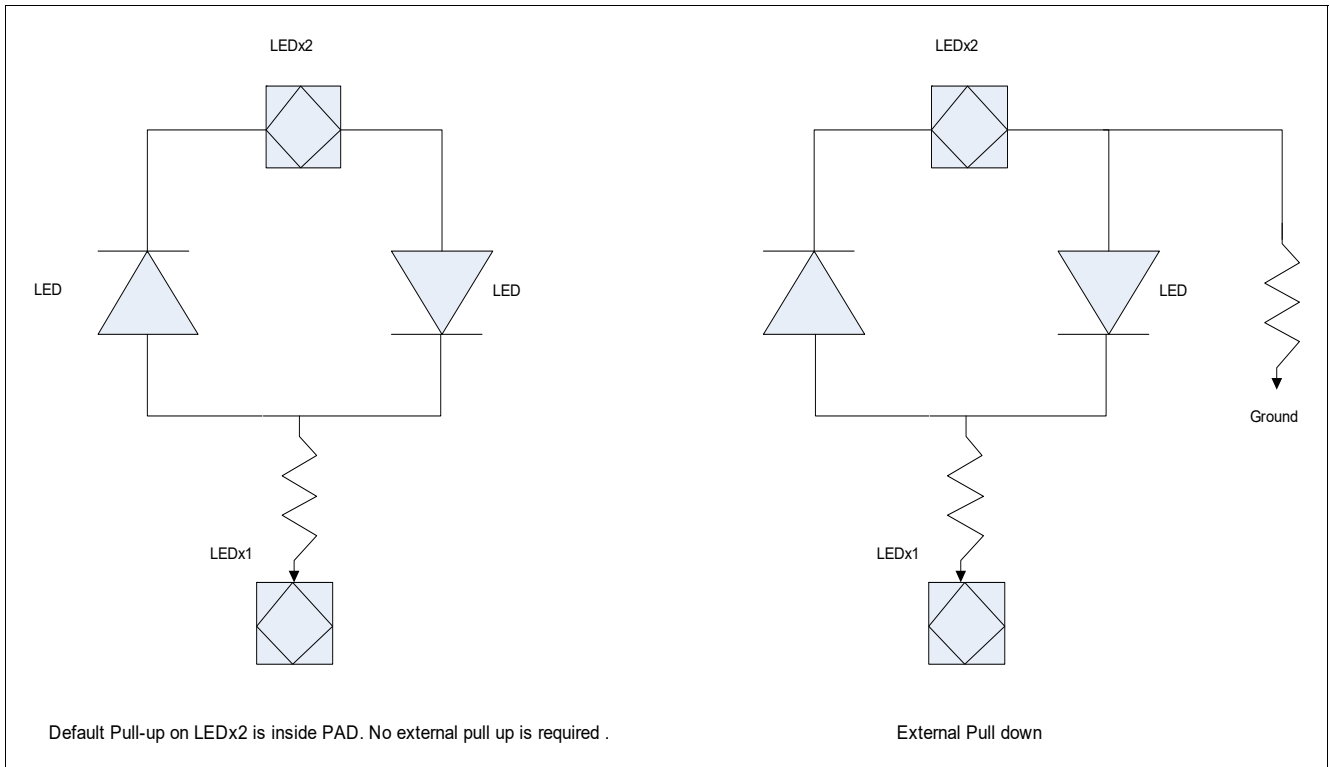 LEDx2
LED
LED
LEDx1
Default Pull-up on LEDx2 is inside PAD. No external pull up is required .
LEDx2
LED
Ground
LEDx1
External Pull down